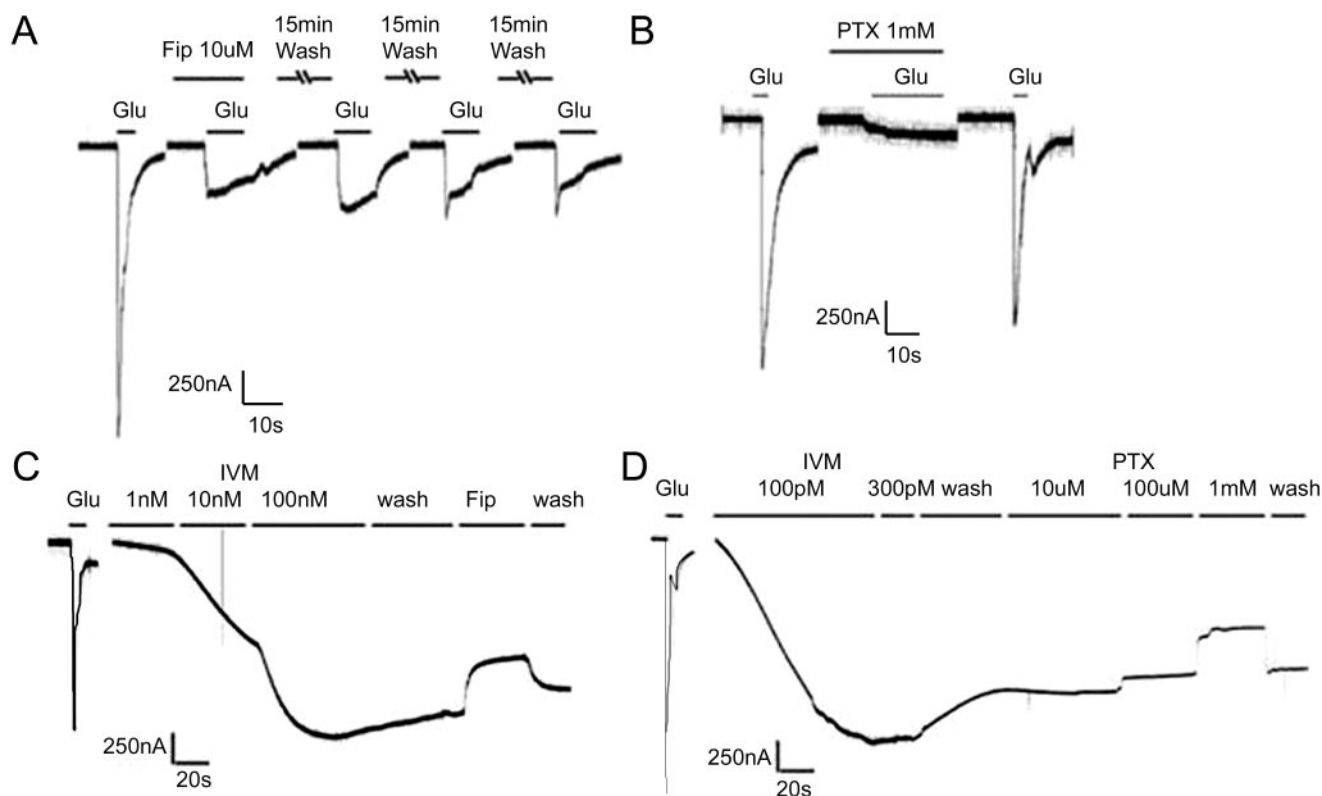 A
15min 15min 15min
Fip 10uM Wash Wash Wash
Glu Glu Glu Glu Glu
250nA
10s
B
PTX 1mM
Glu Glu Glu
250nA
10s
C
IVM
Glu 1nM 10nM 100nM wash Fip wash
250nA
20s
D
IVM PTX
Glu 100pM 300pM wash 10uM 100uM 1mM wash
250nA
20s